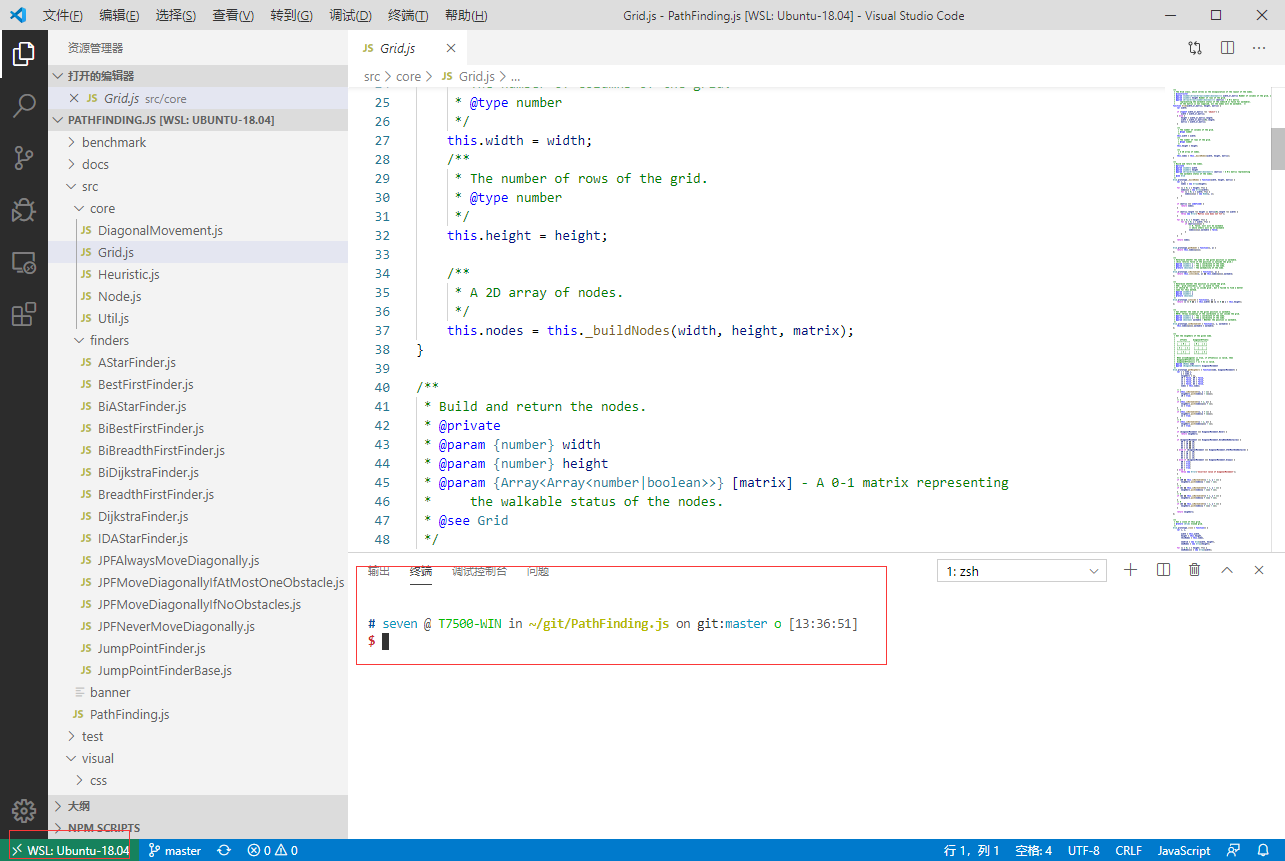 文件(F) 编辑(E) 选择(S) 查看(V) 转到(G) 调试(D) 终端(T) 帮助(H) Grid.js - PathFinding.js [WSL: Ubuntu-18.04] - Visual Studio Code
资源管理器
打开的编辑器
JS Grid.js src/core
PATHFINDING.JS [WSL: UBUNTU-18.04]
benchmark
docs
src
core
JS DiagonalMovement.js
JS Grid.js
JS Heuristic.js
JS Node.js
JS Util.js
finders
JS AStarFinder.js
JS BestFirstFinder.js
JS BiAStarFinder.js
JS BiBestFirstFinder.js
JS BiBreadthFirstFinder.js
JS BiDijkstraFinder.js
JS BreadthFirstFinder.js
JS DijkstraFinder.js
JS IDAStarFinder.js
JS JPFAlwaysMoveDiagonally.js
JS JPFMoveDiagonallyIfAtMostOneObstacle.js
JS JPFMoveDiagonallyIfNoObstacles.js
JS JPFNeverMoveDiagonally.js
JS JumpPointFinder.js
JS JumpPointFinderBase.js
banner
JS PathFinding.js
test
visual
css
大纲
NPM SCRIPTS
JS Grid.js
src > core > JS Grid.js > ...
25 * @type number
26 */
27 this.width = width;
28 /**
29 * The number of rows of the grid.
30 * @type number
31 */
32 this.height = height;
33
34 /**
35 * A 2D array of nodes.
36 */
37 this.nodes = this._buildNodes(width, height, matrix);
38 }
39
40 /**
41 * Build and return the nodes.
42 * @private
43 * @param {number} width
44 * @param {number} height
45 * @param {Array<Array<number|boolean>>} [matrix] - A 0-1 matrix representing
46 * the walkable status of the nodes.
47 * @see Grid
48 */
输出 终端 调试控制台 问题 1: zsh
# seven @ T7500-WIN in ~/git/PathFinding.js on git:master o [13:36:51]
$
WSL: Ubuntu-18.04 master 0 0 行 1，列 1 空格: 4 UTF-8 CRLF JavaScript